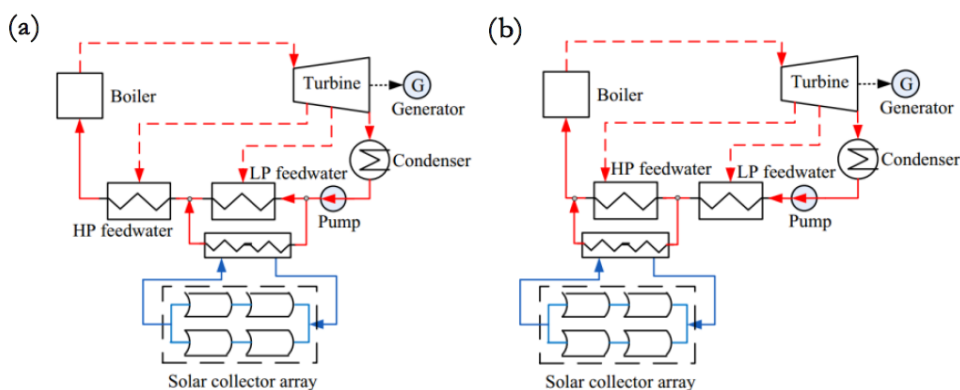 (a)
Turbine
G
Generator
Boiler
Condenser
LP feedwater
Pump
HP feedwater
Solar collector array
(b)
Turbine
G
Generator
Boiler
Condenser
HP feedwater
LP feedwater
Pump
Solar collector array